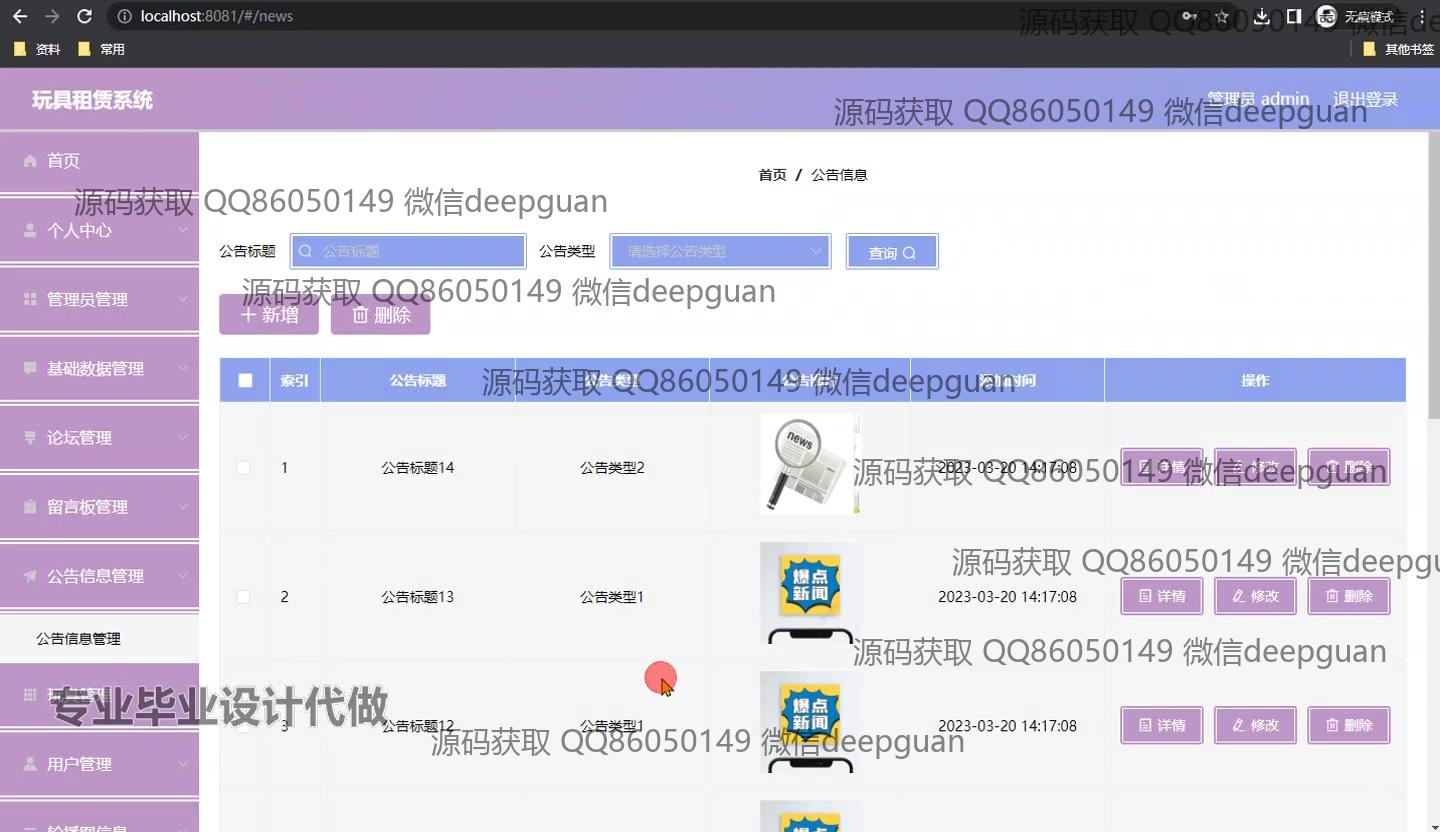 localhost:8081/#/news
无痕模式
资料 常用 其他书签
源码获取 QQ86050149 微信de
玩具租赁系统
管理员 admin 退出登录
源码获取 QQ86050149 微信deepguan
首页
首页 / 公告信息
源码获取 QQ86050149 微信deepguan
个人中心
公告标题 公告标题 公告类型 请选择公告类型 查询
源码获取 QQ86050149 微信deepguan
管理员管理
新增 删除
基础数据管理
索引 公告标题 公告类型 添加时间 操作
源码获取 QQ86050149 微信deepguan
论坛管理
news
1 公告标题14 公告类型2 2023-03-20 14:17:08 详情 修改 删除
源码获取 QQ86050149 微信deepguan
留言板管理
源码获取 QQ86050149 微信deepgu
公告信息管理
爆点
新闻
2 公告标题13 公告类型1 2023-03-20 14:17:08 详情 修改 删除
公告信息管理
源码获取 QQ86050149 微信deepguan
专业毕业设计代做
爆点
新闻
3 公告标题12 公告类型1 2023-03-20 14:17:08 详情 修改 删除
源码获取 QQ86050149 微信deepguan
用户管理
爆点
轮播图信息